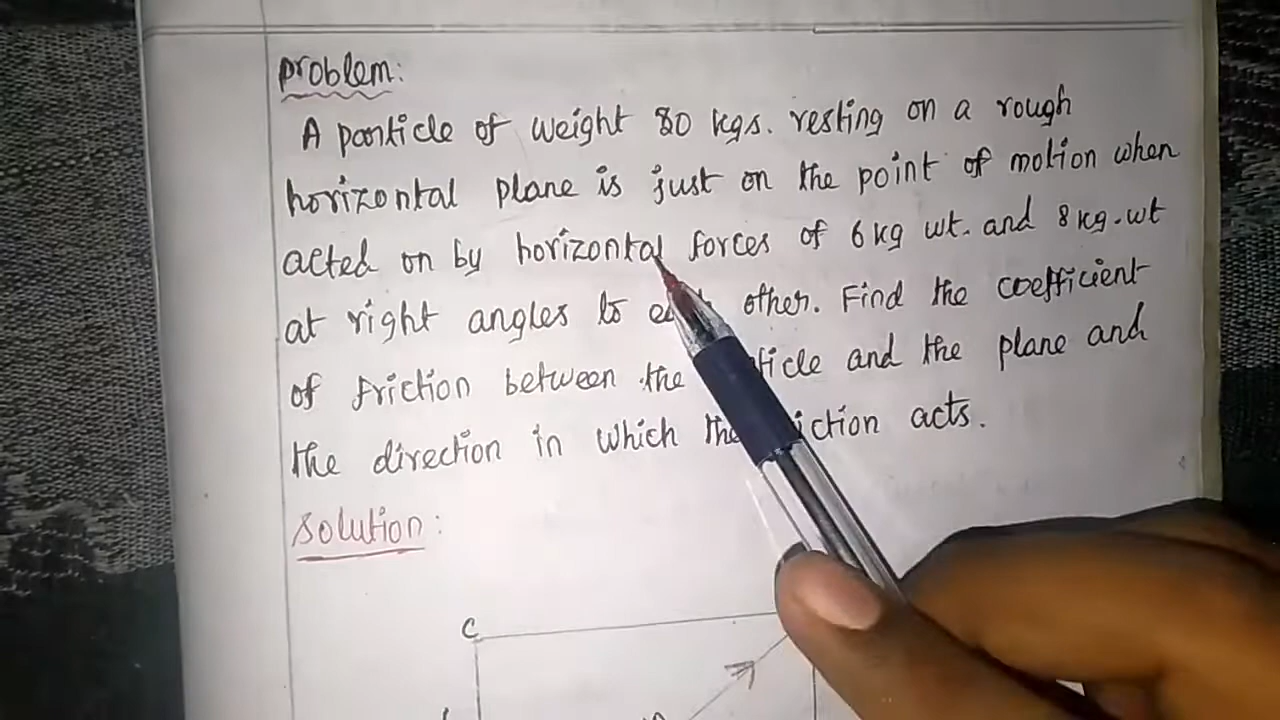 problem:
A particle of weight 80 kgs. resting on a rough
horizontal plane is just on the point of motion when
acted on by horizontal forces of 6 kg wt. and 8 kg.wt
at right angles to other. Find the coefficient
of friction between the and the plane and
the direction in which acts.
solution:
C